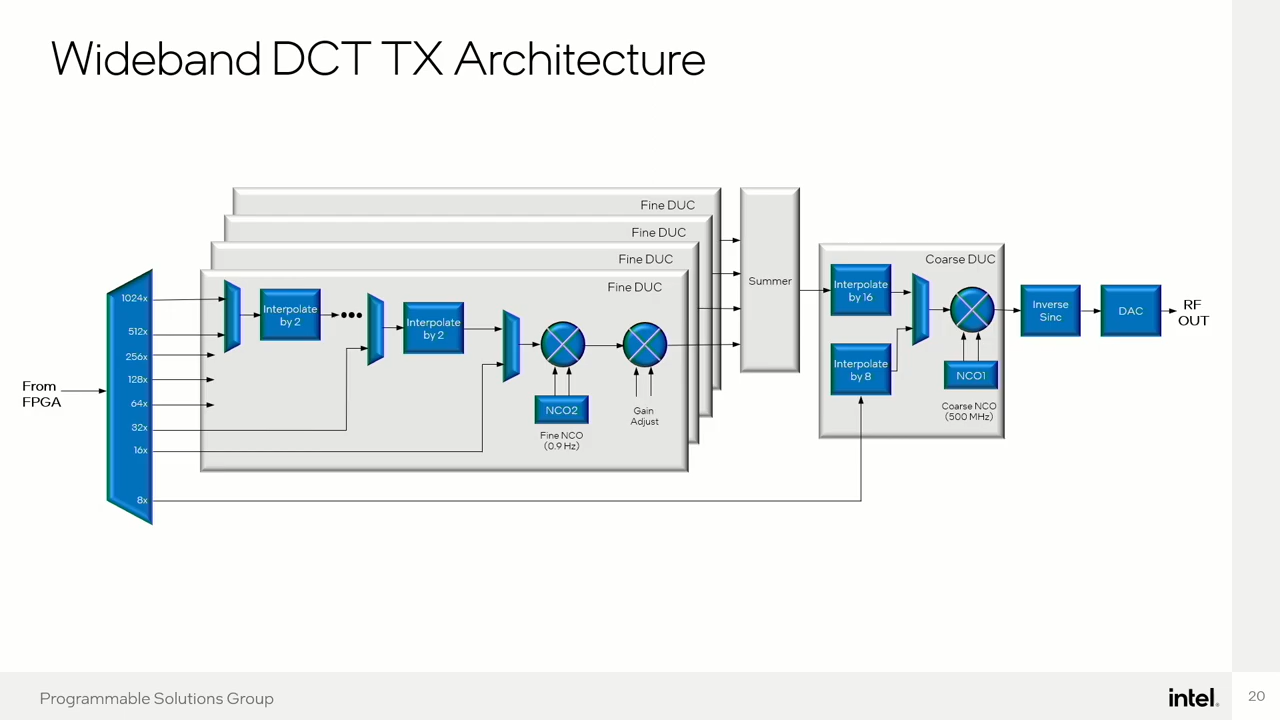 Wideband DCT TX Architecture
Fine DUC
Fine DUC
Fine DUC
Fine DUC
Summer
Coarse DUC
From
FPGA
1024x
512x
256x
128x
64x
32x
16x
8x
Interpolate
by 2
Interpolate
by 2
NCO2
Fine NCO
(0.9 Hz)
Gain
Adjust
Interpolate
by 16
Interpolate
by 8
NCO1
Coarse NCO
(500 MHz)
Inverse
Sinc
DAC
RF
OUT
Programmable Solutions Group
intel.
20